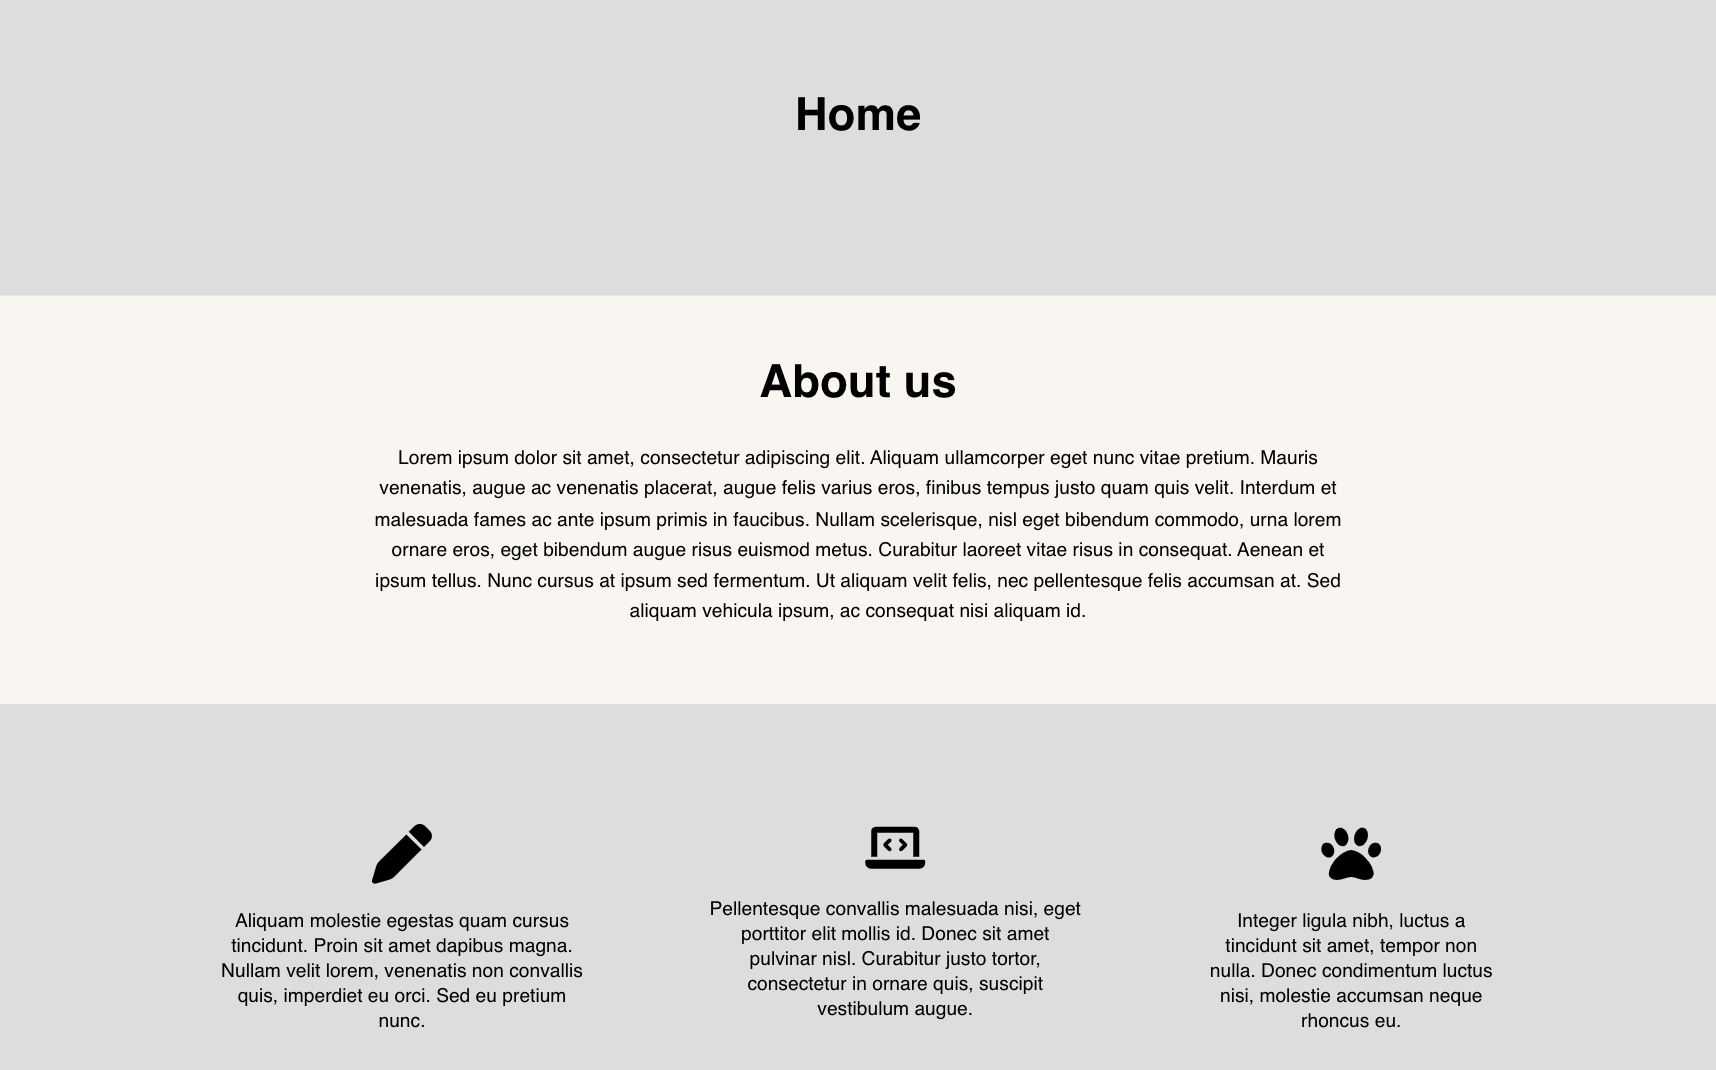 Home
About us
Lorem ipsum dolor sit amet, consectetur adipiscing elit. Aliquam ullamcorper eget nunc vitae pretium. Mauris
venenatis, augue ac venenatis placerat, augue felis varius eros, finibus tempus justo quam quis velit. Interdum et
malesuada fames ac ante ipsum primis in faucibus. Nullam scelerisque, nisl eget bibendum commodo, urna lorem
ornare eros, eget bibendum augue risus euismod metus. Curabitur laoreet vitae risus in consequat. Aenean et
ipsum tellus. Nunc cursus at ipsum sed fermentum. Ut aliquam velit felis, nec pellentesque felis accumsan at. Sed
aliquam vehicula ipsum, ac consequat nisi aliquam id.
Aliquam molestie egestas quam cursus
tincidunt. Proin sit amet dapibus magna.
Nullam velit lorem, venenatis non convallis
quis, imperdiet eu orci. Sed eu pretium
nunc.
Pellentesque convallis malesuada nisi, eget
porttitor elit mollis id. Donec sit amet
pulvinar nisl. Curabitur justo tortor,
consectetur in ornare quis, suscipit
vestibulum augue.
Integer ligula nibh, luctus a
tincidunt sit amet, tempor non
nulla. Donec condimentum luctus
nisi, molestie accumsan neque
rhoncus eu.